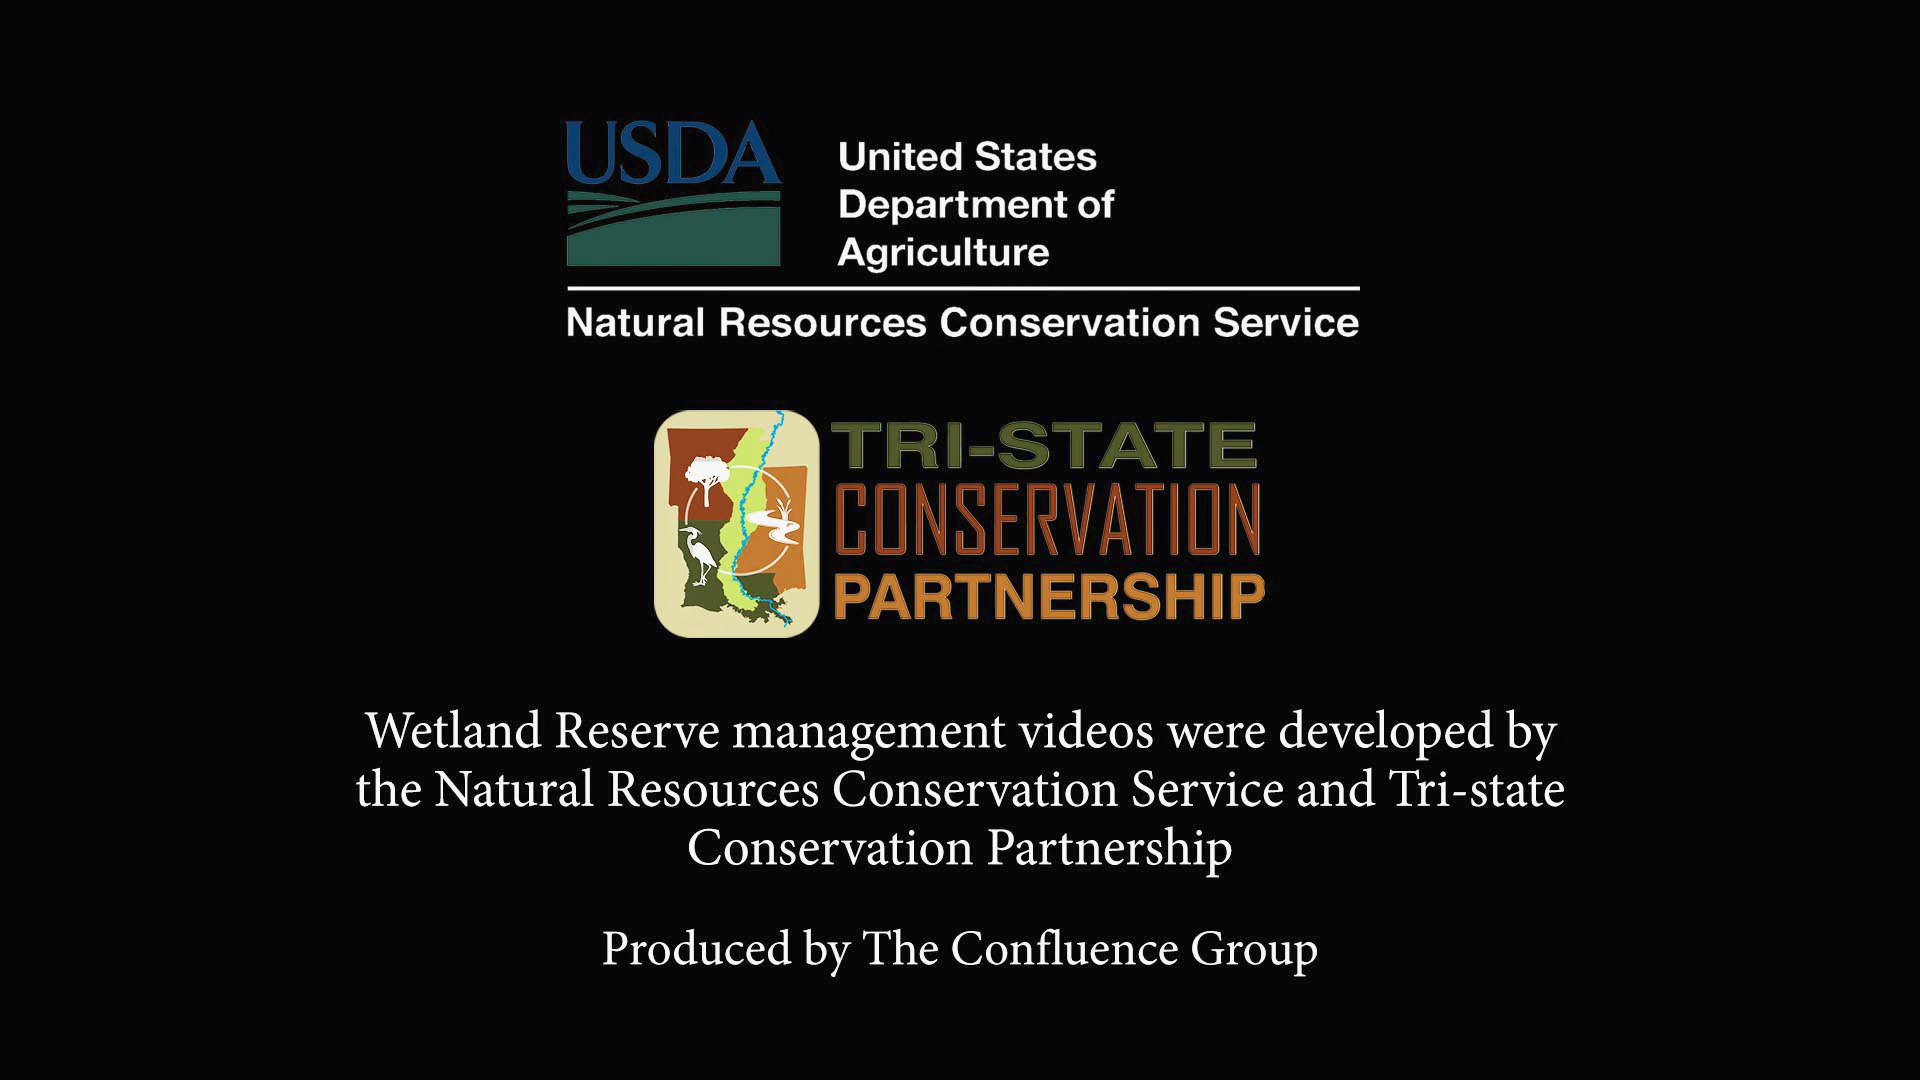 USDA
United States
Department of
Agriculture
Natural Resources Conservation Service
TRI-STATE
CONSERVATION
PARTNERSHIP
Wetland Reserve management videos were developed by
the Natural Resources Conservation Service and Tri-state
Conservation Partnership
Produced by The Confluence Group